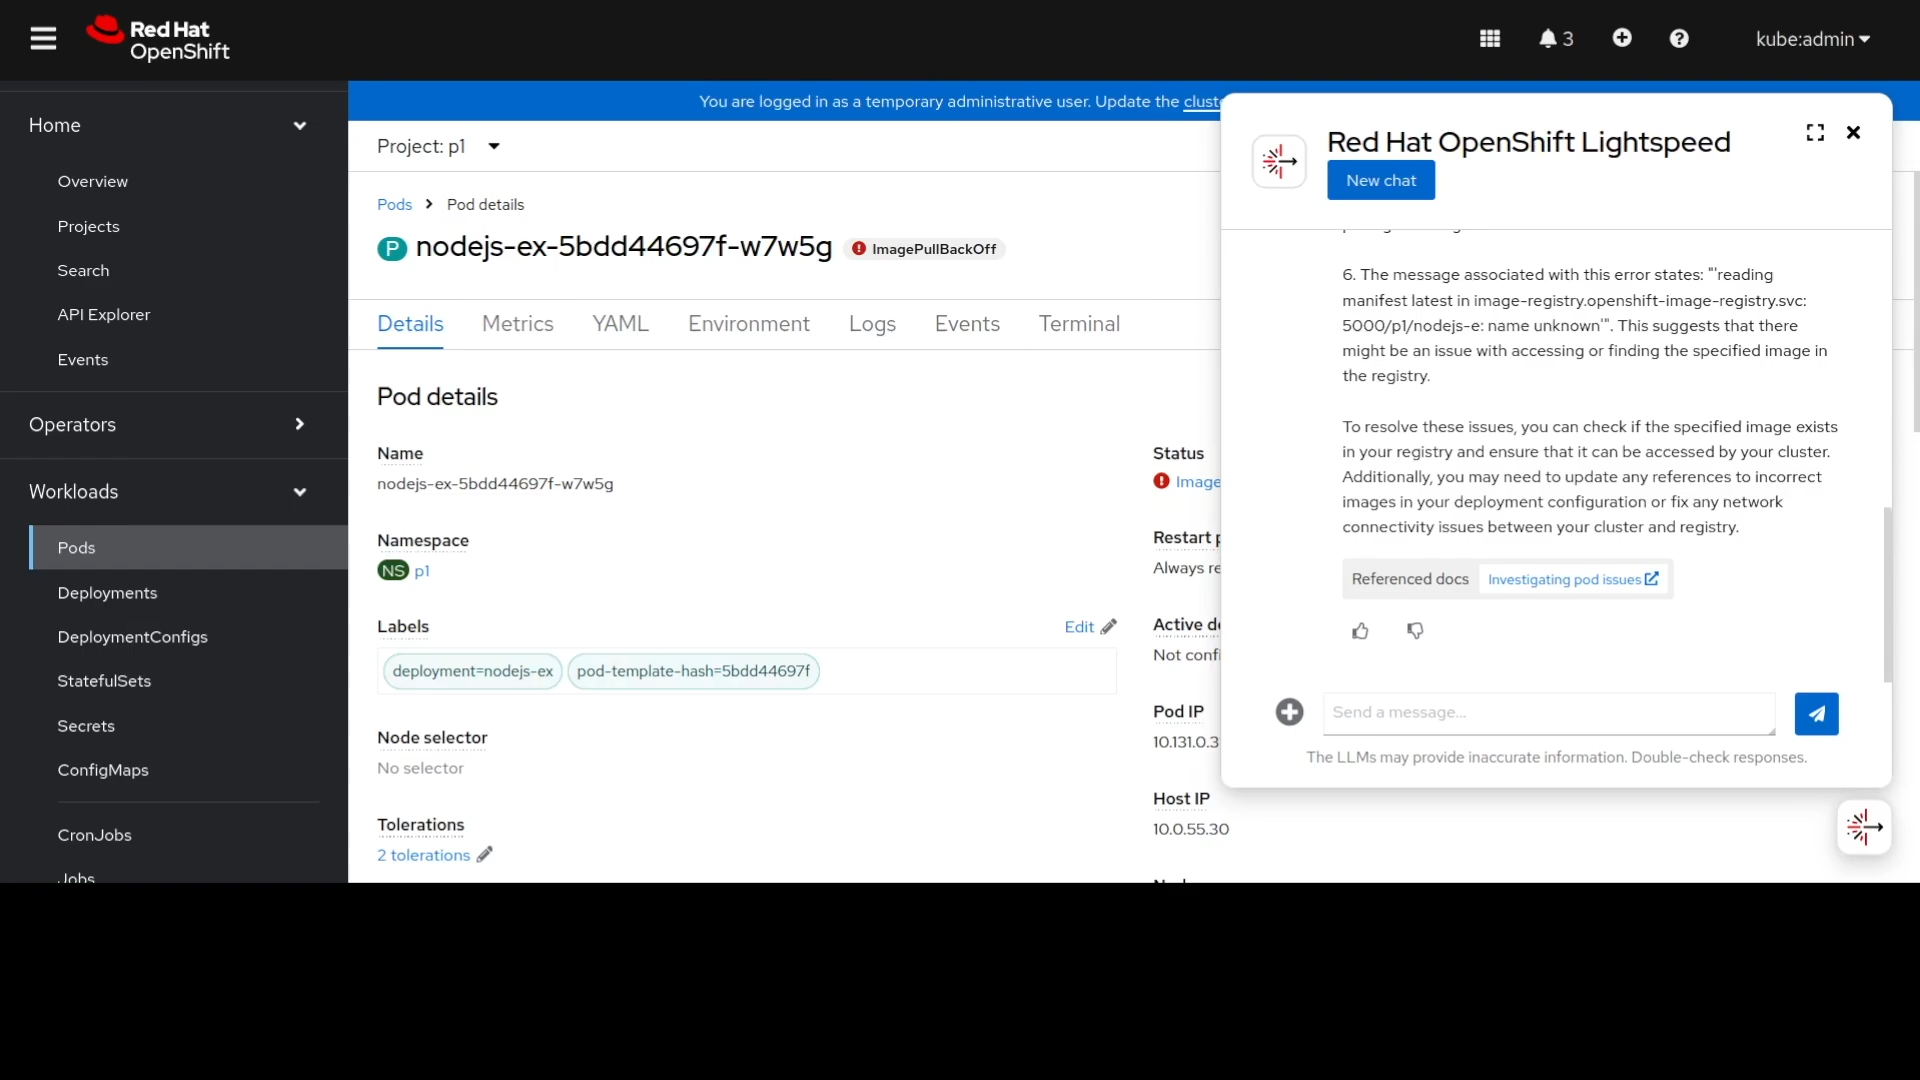 Red Hat
OpenShift
3
kube:admin
You are logged in as a temporary administrative user. Update the
Home
Overview
Projects
Search
API Explorer
Events
Operators
Workloads
Pods
Deployments
DeploymentConfigs
StatefulSets
Secrets
ConfigMaps
CronJobs
Jobs
Project: p1
Pods Pod details
P nodejs-ex-5bdd44697f-w7w5g ImagePullBackOff
Details Metrics YAML Environment Logs Events Terminal
Pod details
Name
nodejs-ex-5bdd44697f-w7w5g
Namespace
NS p1
Labels
Edit
deployment=nodejs-ex pod-template-hash=5bdd44697f
Node selector
No selector
Tolerations
2 tolerations
Status
Image
Restart
Always
Active
Not
Pod IP
10.131.0.3
Host IP
10.0.55.30
Red Hat OpenShift Lightspeed
New chat
6. The message associated with this error states: "'reading
manifest latest in image-registry.openshift-image-registry.svc:
5000/p1/nodejs-e: name unknown'". This suggests that there
might be an issue with accessing or finding the specified image in
the registry.
To resolve these issues, you can check if the specified image exists
in your registry and ensure that it can be accessed by your cluster.
Additionally, you may need to update any references to incorrect
images in your deployment configuration or fix any network
connectivity issues between your cluster and registry.
Referenced docs Investigating pod issues
Send a message...
The LLMs may provide inaccurate information. Double-check responses.